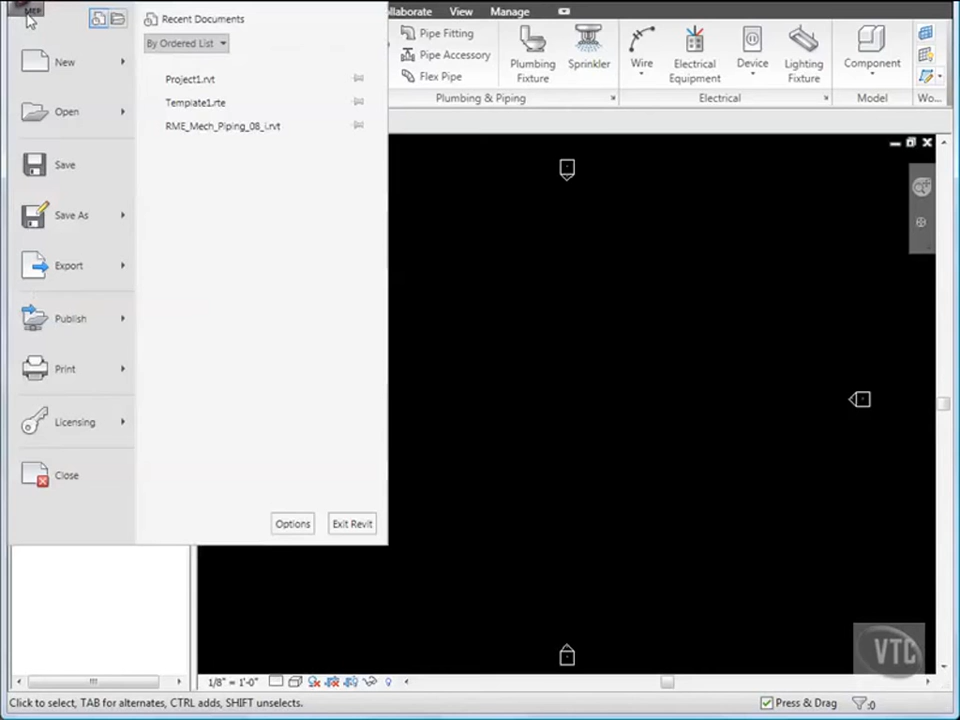 MEP
Recent Documents
By Ordered List
Project1.rvt
Template1.rte
RME_Mech_Piping_08_i.rvt
New
Open
Save
Save As
Export
Publish
Print
Licensing
Close
Options
Exit Revit
llaborate View Manage
Pipe Fitting
Pipe Accessory
Flex Pipe
Plumbing
Fixture
Sprinkler
Wire
Electrical
Equipment
Device
Lighting
Fixture
Component
Plumbing & Piping
Electrical
Model
Wo...
VTC
1/8" = 1'-0"
Click to select, TAB for alternates, CTRL adds, SHIFT unselects.
Press & Drag
:0